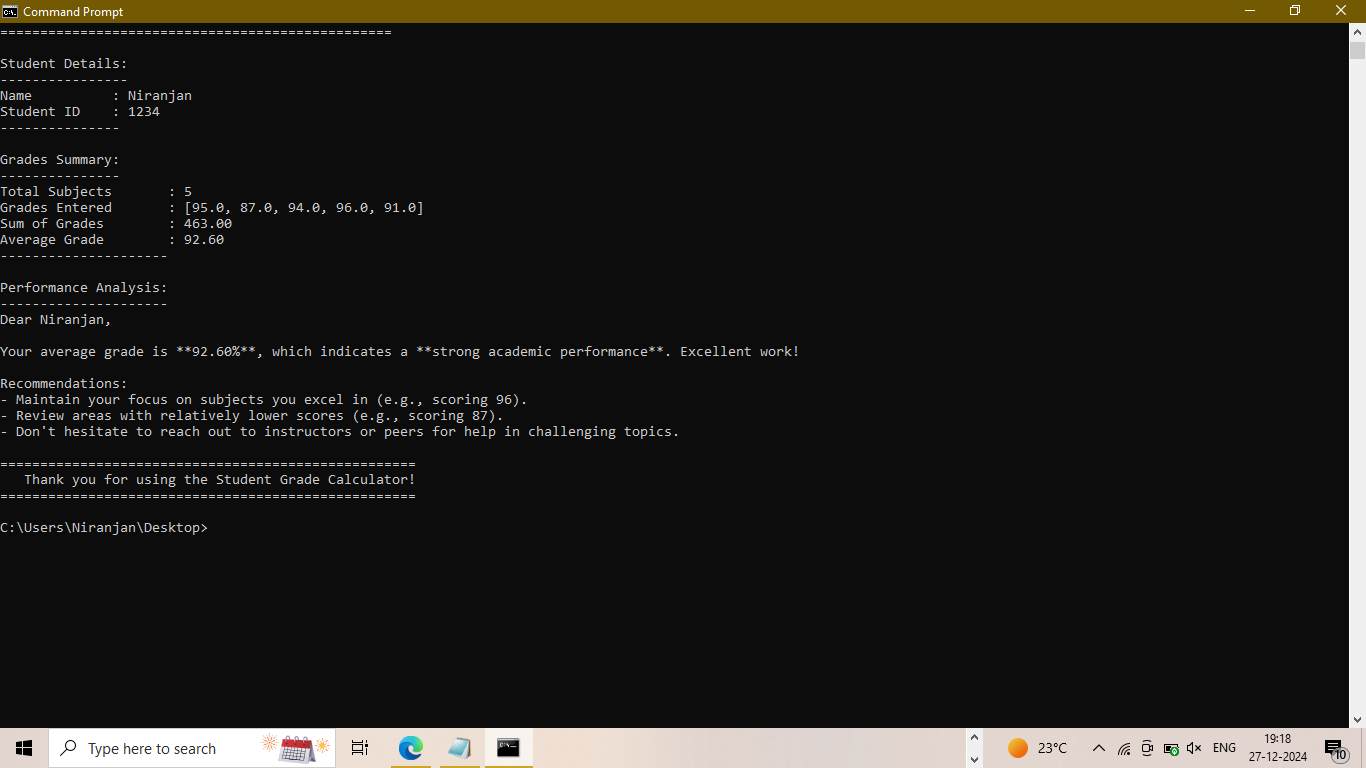 Command Prompt
=================================================
Student Details:
----------------
Name          : Niranjan
Student ID    : 1234
---------------
Grades Summary:
---------------
Total Subjects       : 5
Grades Entered       : [95.0, 87.0, 94.0, 96.0, 91.0]
Sum of Grades        : 463.00
Average Grade        : 92.60
---------------------
Performance Analysis:
---------------------
Dear Niranjan,
Your average grade is **92.60%**, which indicates a **strong academic performance**. Excellent work!
Recommendations:
- Maintain your focus on subjects you excel in (e.g., scoring 96).
- Review areas with relatively lower scores (e.g., scoring 87).
- Don't hesitate to reach out to instructors or peers for help in challenging topics.
====================================================
   Thank you for using the Student Grade Calculator!
====================================================
C:\Users\Niranjan\Desktop>
Type here to search
23°C
ENG
19:18
27-12-2024
10